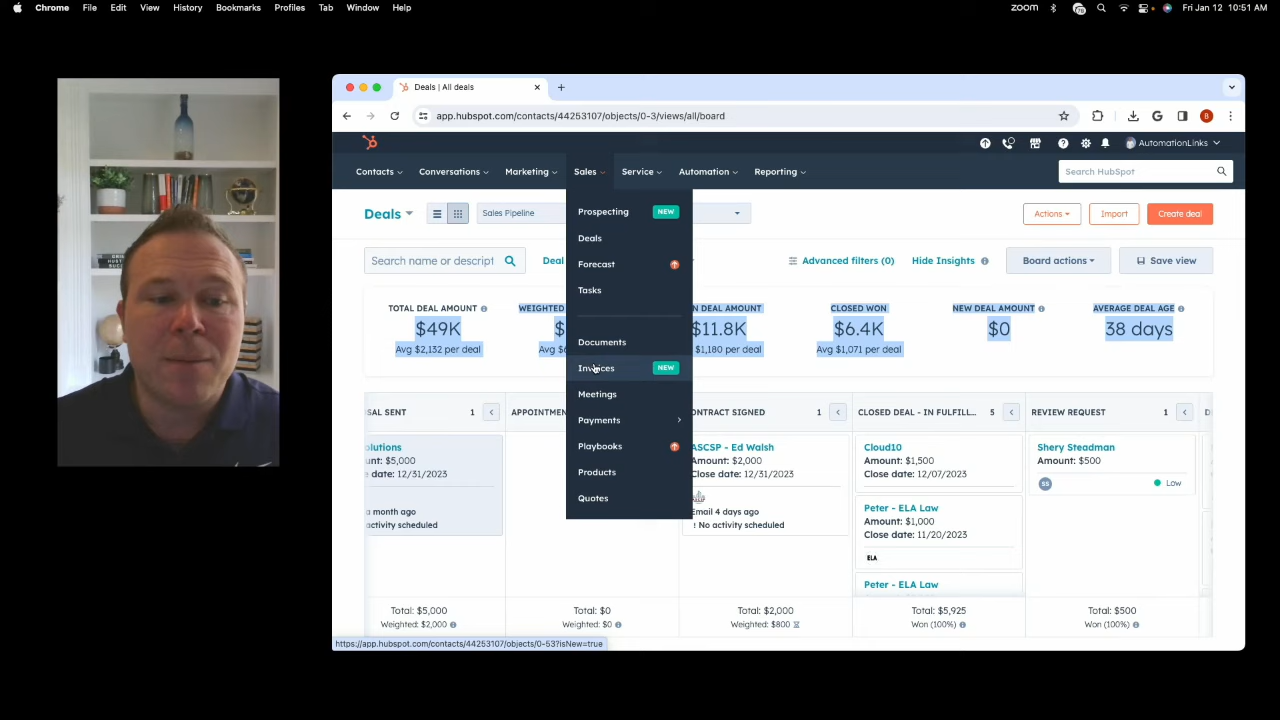 Chrome File Edit View History Bookmarks Profiles Tab Window Help
zoom Fri Jan 12 10:51 AM
Deals | All deals
app.hubspot.com/contacts/44253107/objects/0-3/views/all/board
AutomationLinks
Contacts Conversations Marketing Sales Service Automation Reporting
Search HubSpot
Prospecting NEW
Deals
Forecast
Tasks
Documents
Invoices NEW
Meetings
Payments
Playbooks
Products
Quotes
Deals Sales Pipeline Actions Import Create deal
Search name or descript Deal Advanced filters (0) Hide Insights Board actions Save view
TOTAL DEAL AMOUNT
$49K
Avg $2,132 per deal
WEIGHTED
N DEAL AMOUNT
$11.8K
$1,180 per deal
CLOSED WON
$6.4K
Avg $1,071 per deal
NEW DEAL AMOUNT
$0
AVERAGE DEAL AGE
38 days
SAL SENT 1
lutions
unt: $5,000
date: 12/31/2023
a month ago
activity scheduled
Total: $5,000
Weighted: $2,000
APPOINTMEN
Total: $0
Weighted: $0
NTRACT SIGNED 1
ASCSP - Ed Walsh
Amount: $2,000
Close date: 12/31/2023
Email 4 days ago
! No activity scheduled
Total: $2,000
Weighted: $800
CLOSED DEAL - IN FULFILL... 5
Cloud10
Amount: $1,500
Close date: 12/07/2023
Peter - ELA Law
Amount: $1,000
Close date: 11/20/2023
ELA
Peter - ELA Law
Total: $5,925
Won (100%)
REVIEW REQUEST 1
Shery Steadman
Amount: $500
SS Low
Total: $500
Won (100%)
https://app.hubspot.com/contacts/44253107/objects/0-53?isNew=true